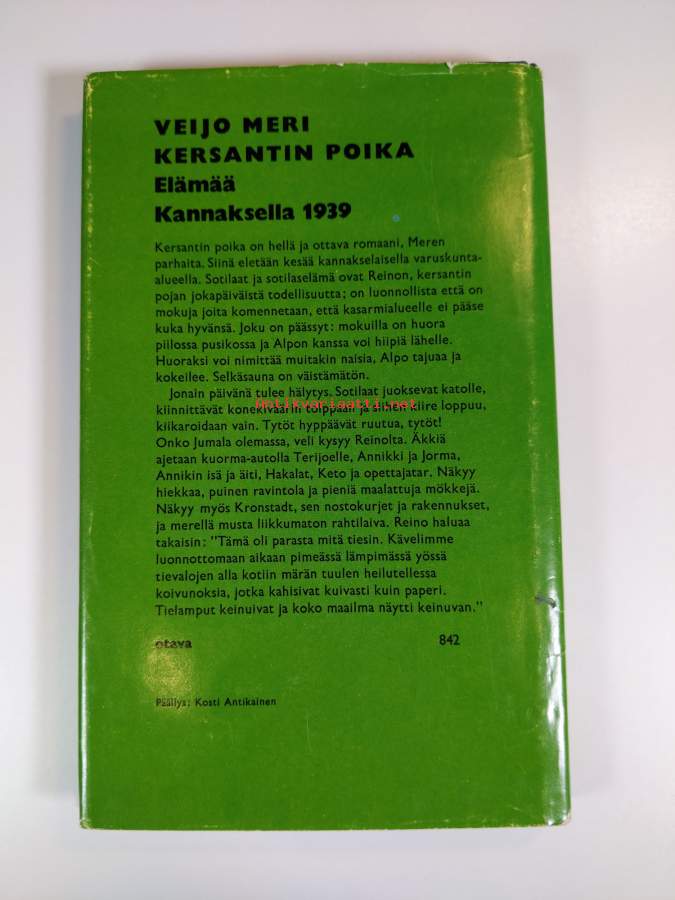 VEIJO MERI
KERSANTIN POIKA
Elämää
Kannaksella 1939
Kersantin poika on hellä ja ottava romaani, Meren
parhaita. Siinä eletään kesää kannakselaisella varuskunta-
alueella. Sotilaat ja sotilaselämä ovat Reinon, kersantin
pojan jokapäiväistä todellisuutta; on luonnollista että on
mokuja joita komennetaan, että kasarmialueelle ei pääse
kuka hyvänsä. Joku on päässyt: mokuilla on huora
piilossa pusikossa ja Alpon kanssa voi hiipiä lähelle.
Huoraksi voi nimittää muitakin naisia, Alpo tajuaa ja
kokeilee. Selkäsauna on väistämätön.
Jonain päivänä tulee hälytys. Sotilaat juoksevat katolle,
kiinnittävät konekiväärin tolppaan ja siihen kiire loppuu,
Antikvariaatti.net
kiikaroidaan vain. Tytöt hyppäävät ruutua, tytöt!
Onko Jumala olemassa, veli kysyy Reinolta. Äkkiä
ajetaan kuorma-autolla Terijoelle, Annikki ja Jorma,
Annikin isä ja äiti, Hakalat, Keto ja opettajatar. Näkyy
hiekkaa, puinen ravintola ja pieniä maalattuja mökkejä.
Näkyy myös Kronstadt, sen nostokurjet ja rakennukset,
ja merellä musta liikkumaton rahtilaiva. Reino haluaa
takaisin: "Tämä oli parasta mitä tiesin. Kävelimme
luonnottomaan aikaan pimeässä lämpimässä yössä
tievalojen alla kotiin märän tuulen heilutellessa
koivunoksia, jotka kahisivat kuivasti kuin paperi.
Tielamput keinuivat ja koko maailma näytti keinuvan."
otava
842
Päällys: Kosti Antikainen